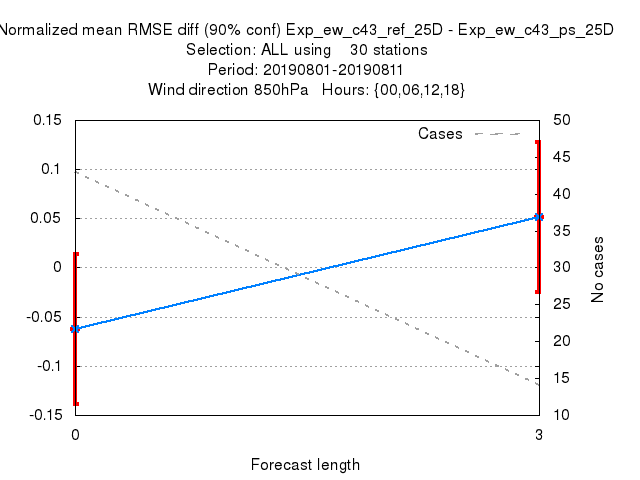 Normalized mean RMSE diff (90% conf) Exp_ew_c43_ref_25D - Exp_ew_c43_ps_25D
Selection: ALL using 30 stations
Period: 20190801-20190811
Wind direction 850hPa Hours: {00,06,12,18}
Cases
0.15
0.1
0.05
0
-0.05
-0.1
-0.15
50
45
40
35
30
25
20
15
10
No cases
0 3
Forecast length